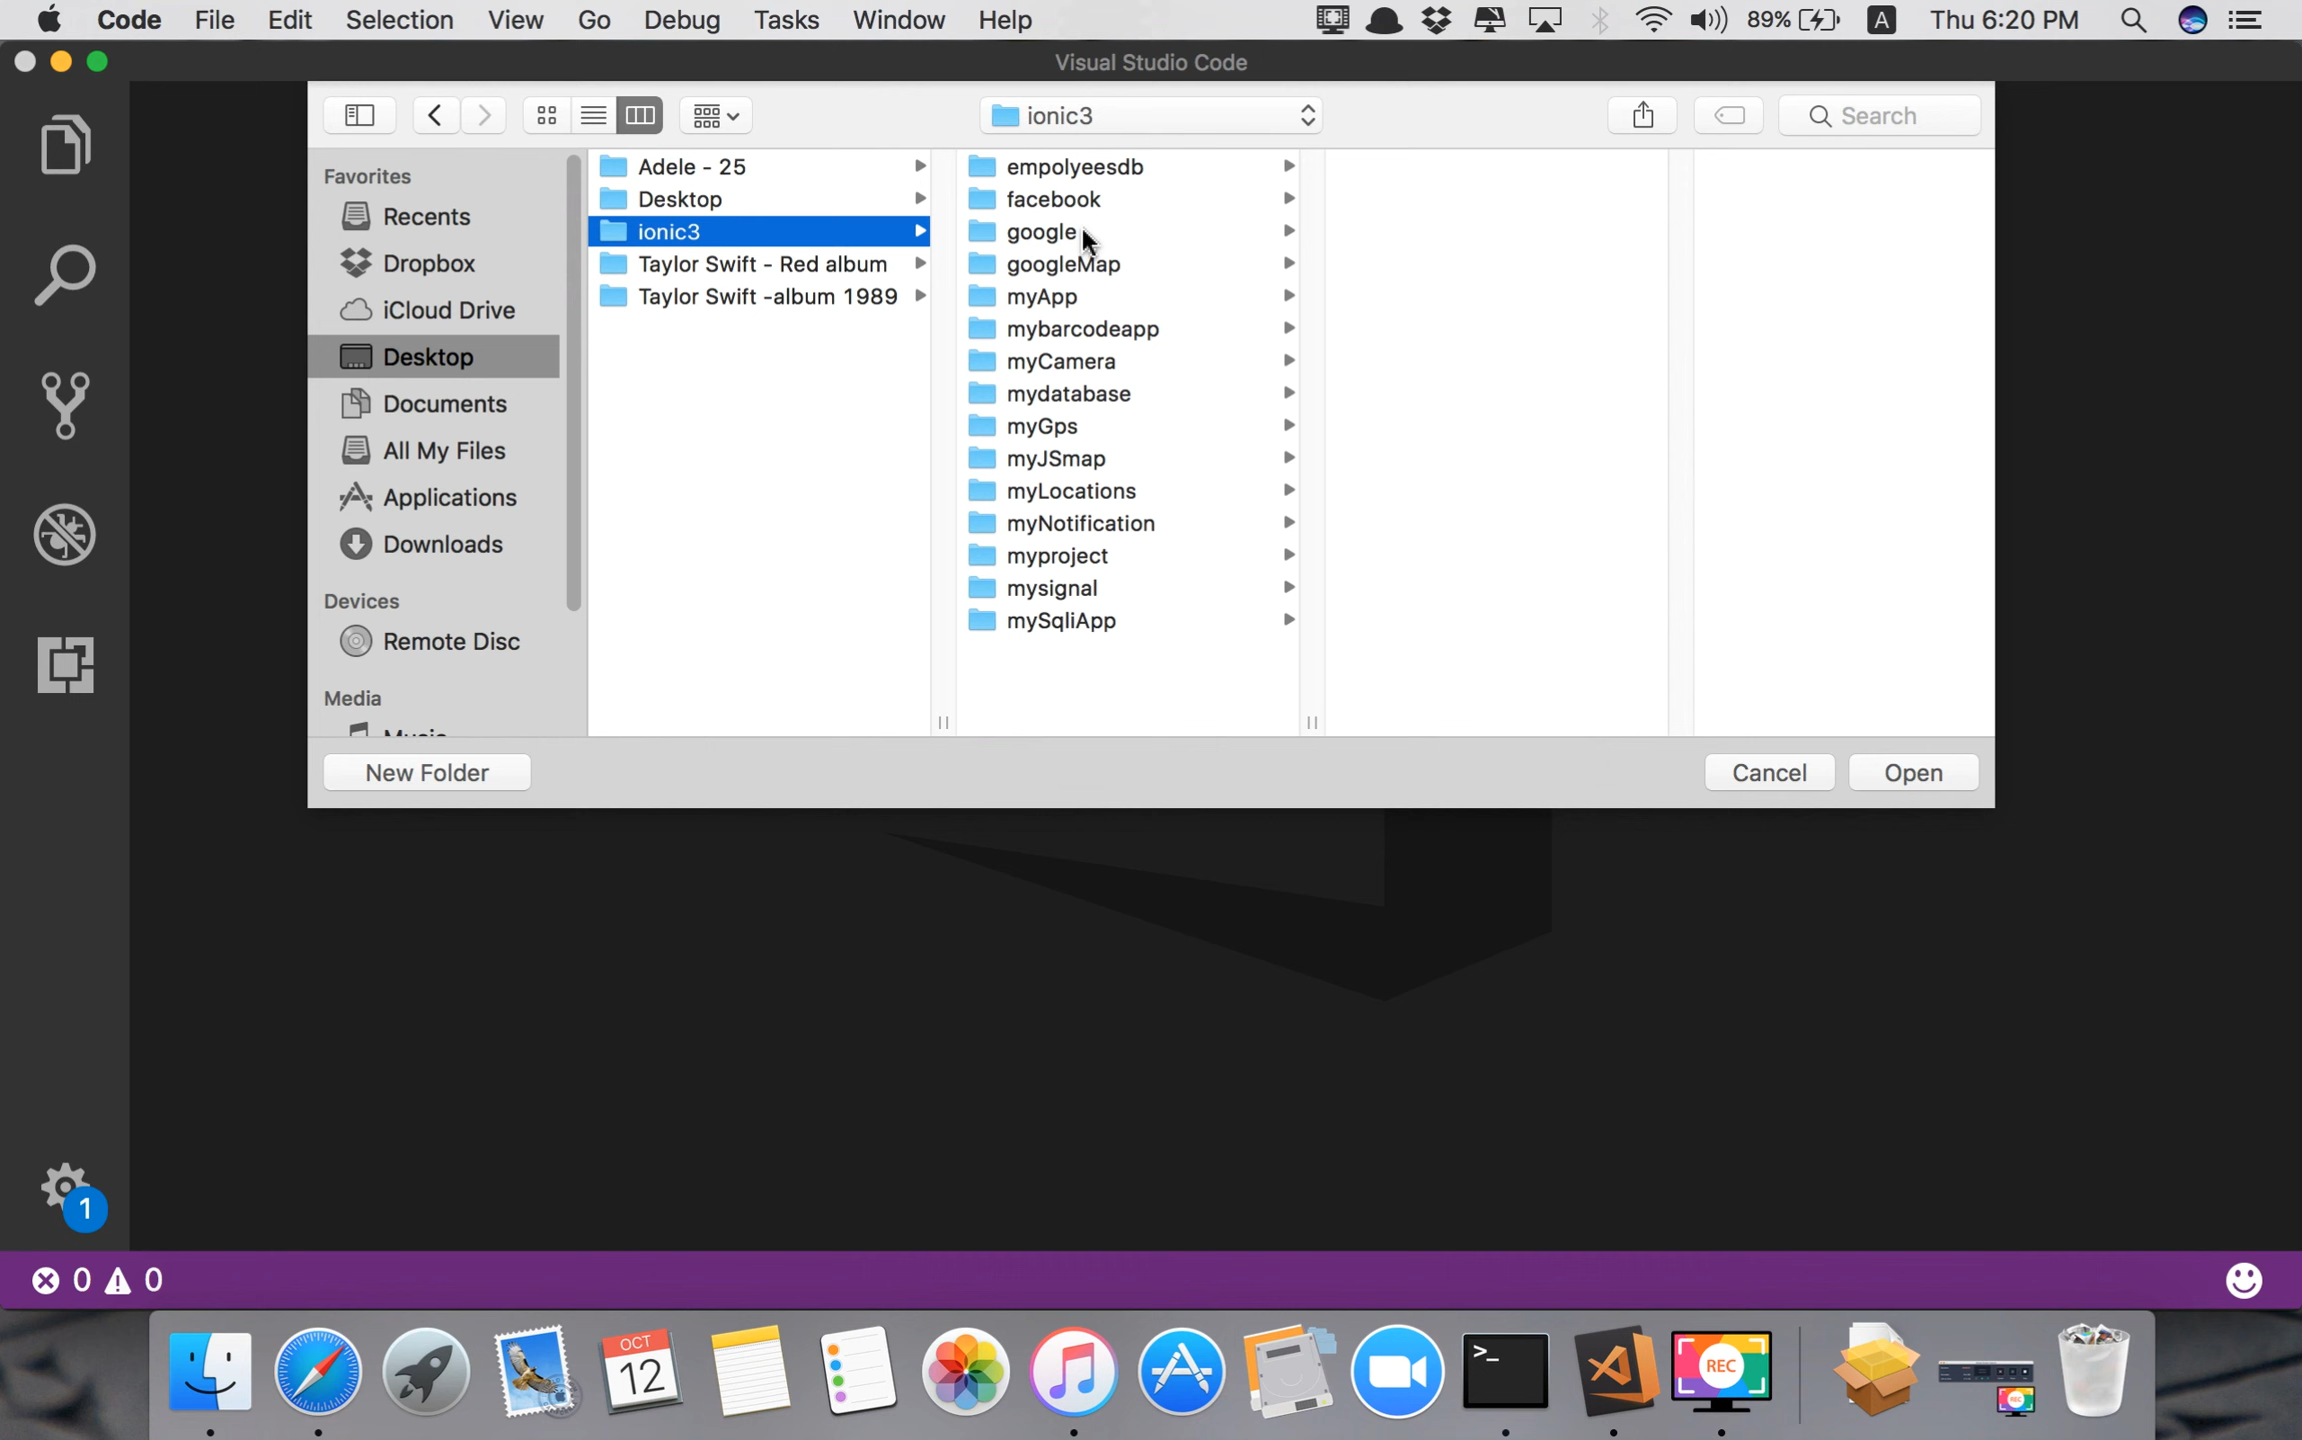 Code File Edit Selection View Go Debug Tasks Window Help 89% A Thu 6:20 PM
Visual Studio Code
ionic3
Search
Favorites
Recents
Dropbox
iCloud Drive
Desktop
Documents
All My Files
Applications
Downloads
Devices
Remote Disc
Media
Music
Adele - 25
Desktop
ionic3
Taylor Swift - Red album
Taylor Swift -album 1989
empolyeesdb
facebook
google
googleMap
myApp
mybarcodeapp
myCamera
mydatabase
myGps
myJSmap
myLocations
myNotification
myproject
mysignal
mySqliApp
New Folder
Cancel
Open
1
0 0
OCT
12
>_
REC
REC